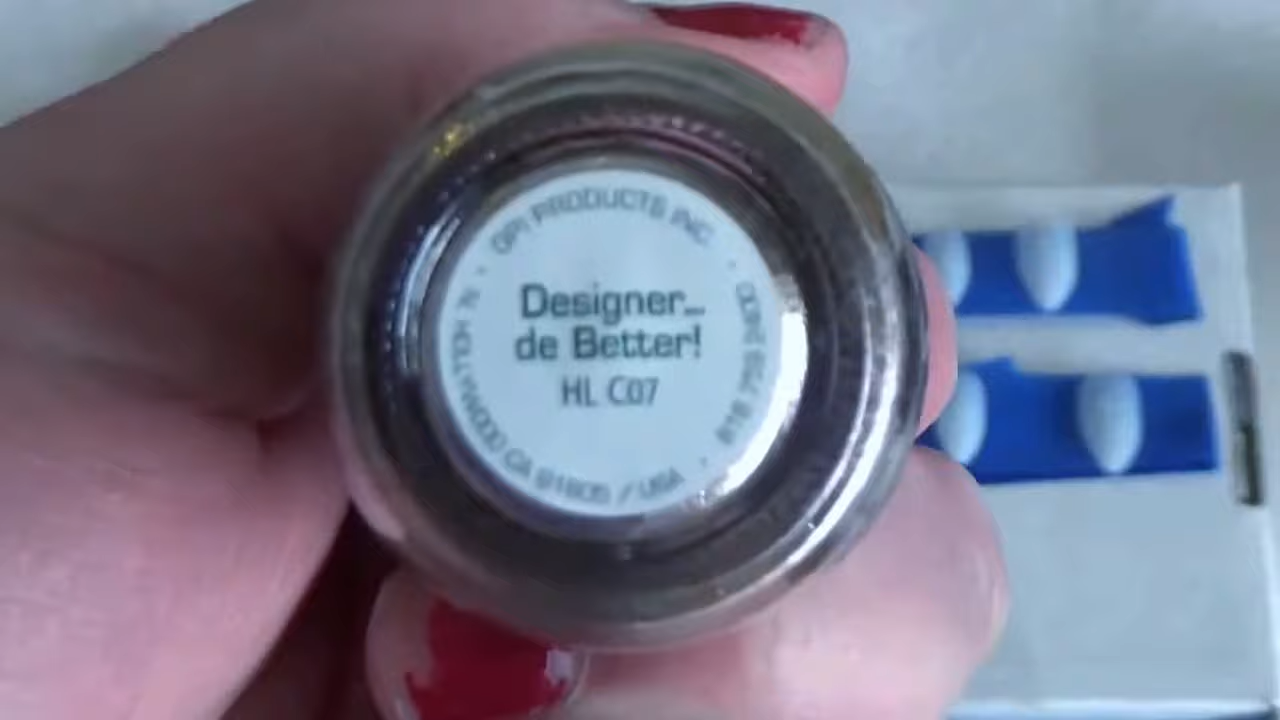 OPI PRODUCTS INC.
Designer...
de Better!
HL C07
N. HOLLYWOOD CA 91605 / USA
818 759 2400